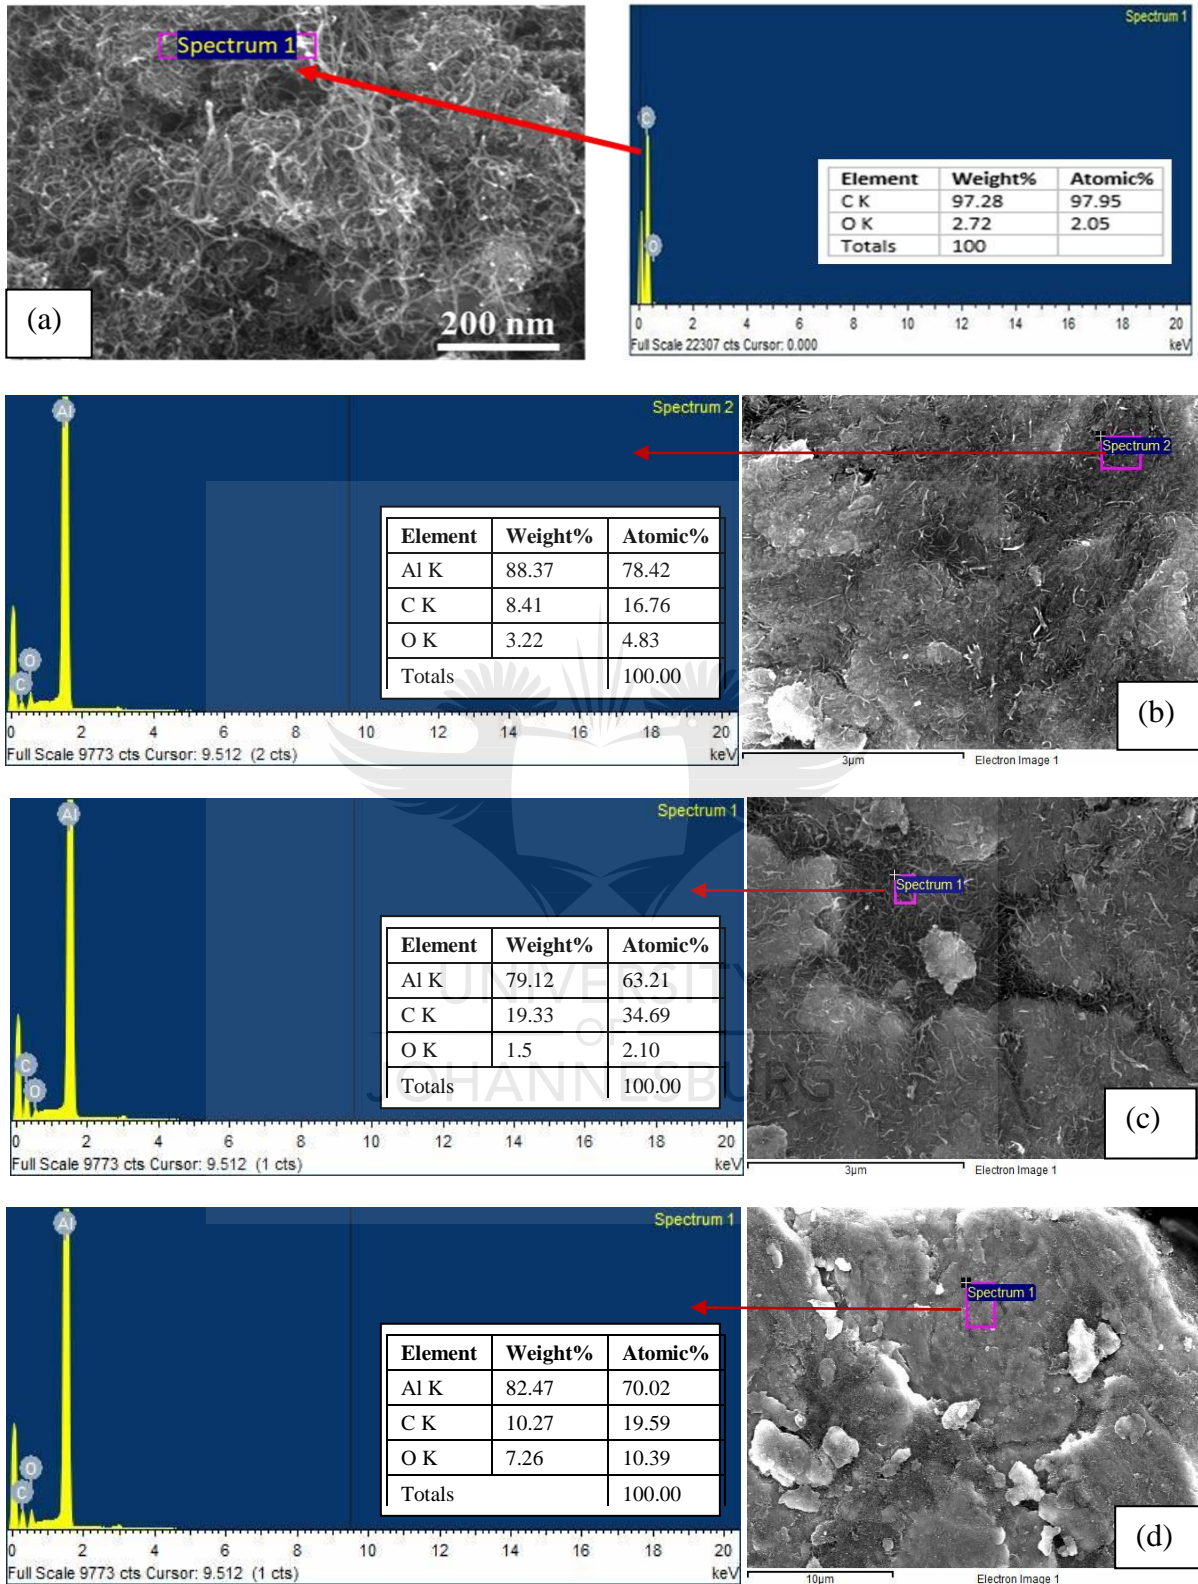 Spectrum 1
200 nm
(a)
Spectrum 1
C
O
Element Weight% Atomic%
C K 97.28 97.95
O K 2.72 2.05
Totals 100
0 2 4 6 8 10 12 14 16 18 20
Full Scale 22307 cts Cursor: 0.000 keV
Al
O
C
Spectrum 2
Element Weight% Atomic%
Al K 88.37 78.42
C K 8.41 16.76
O K 3.22 4.83
Totals 100.00
0 2 4 6 8 10 12 14 16 18 20
Full Scale 9773 cts Cursor: 9.512 (2 cts) keV
Spectrum 2
(b)
3µm Electron Image 1
Al
C
O
Spectrum 1
Element Weight% Atomic%
Al K 79.12 63.21
C K 19.33 34.69
O K 1.5 2.10
Totals 100.00
UNIVERSITY
OF
JOHANNESBURG
0 2 4 6 8 10 12 14 16 18 20
Full Scale 9773 cts Cursor: 9.512 (1 cts) keV
Spectrum 1
(c)
3µm Electron Image 1
Al
O
C
Spectrum 1
Element Weight% Atomic%
Al K 82.47 70.02
C K 10.27 19.59
O K 7.26 10.39
Totals 100.00
0 2 4 6 8 10 12 14 16 18 20
Full Scale 9773 cts Cursor: 9.512 (1 cts) keV
Spectrum 1
(d)
10µm Electron Image 1